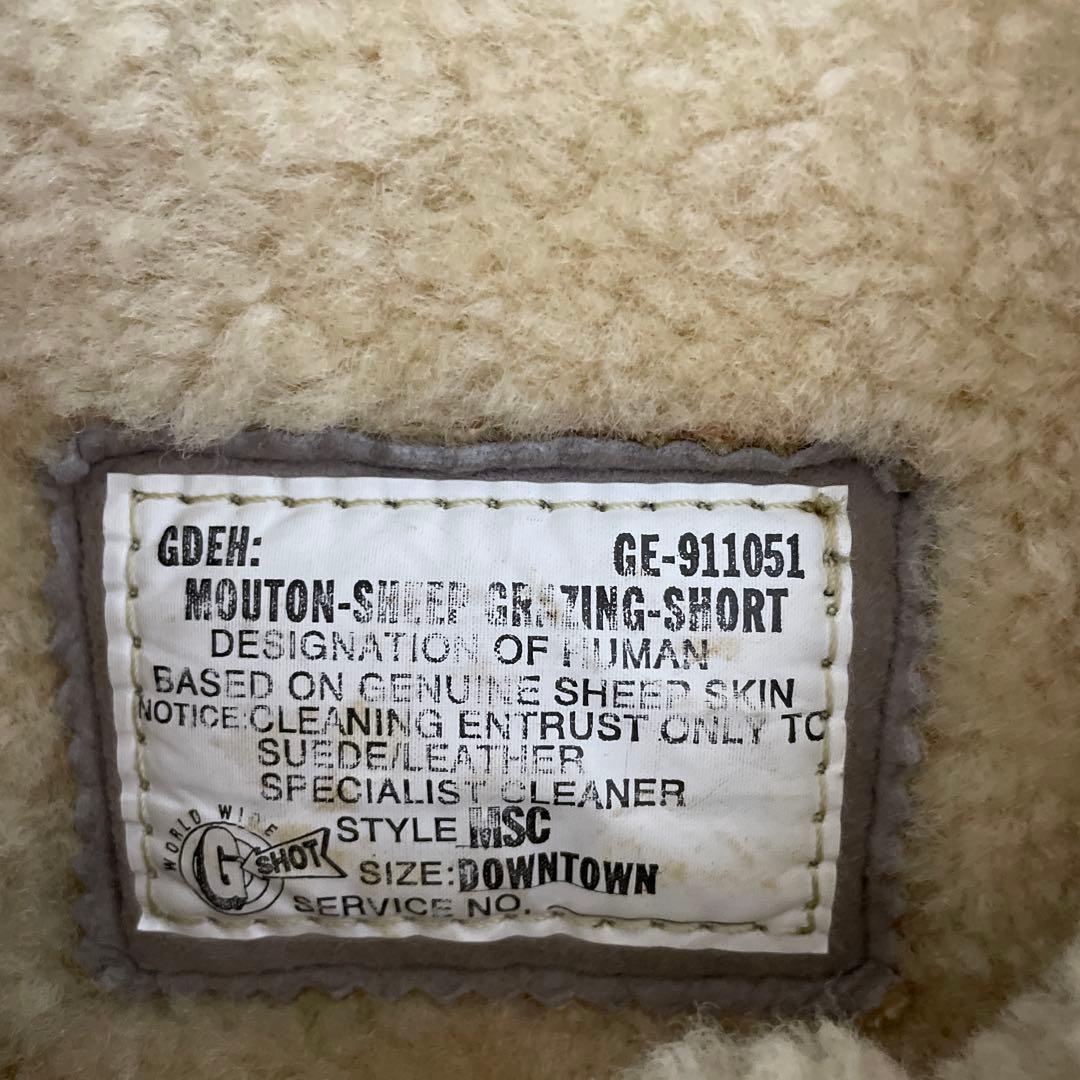 GDEH: GE-911051
MOUTON-SHEEP GRAZING-SHORT
DESIGNATION OF HUMAN
BASED ON GENUINE SHEEP SKIN
NOTICE:CLEANING ENTRUST ONLY TO
SUEDE/LEATHER
SPECIALIST CLEANER
STYLE MSC
WORLD WIDE
G SHOT
SIZE:DOWNTOWN
SERVICE NO.